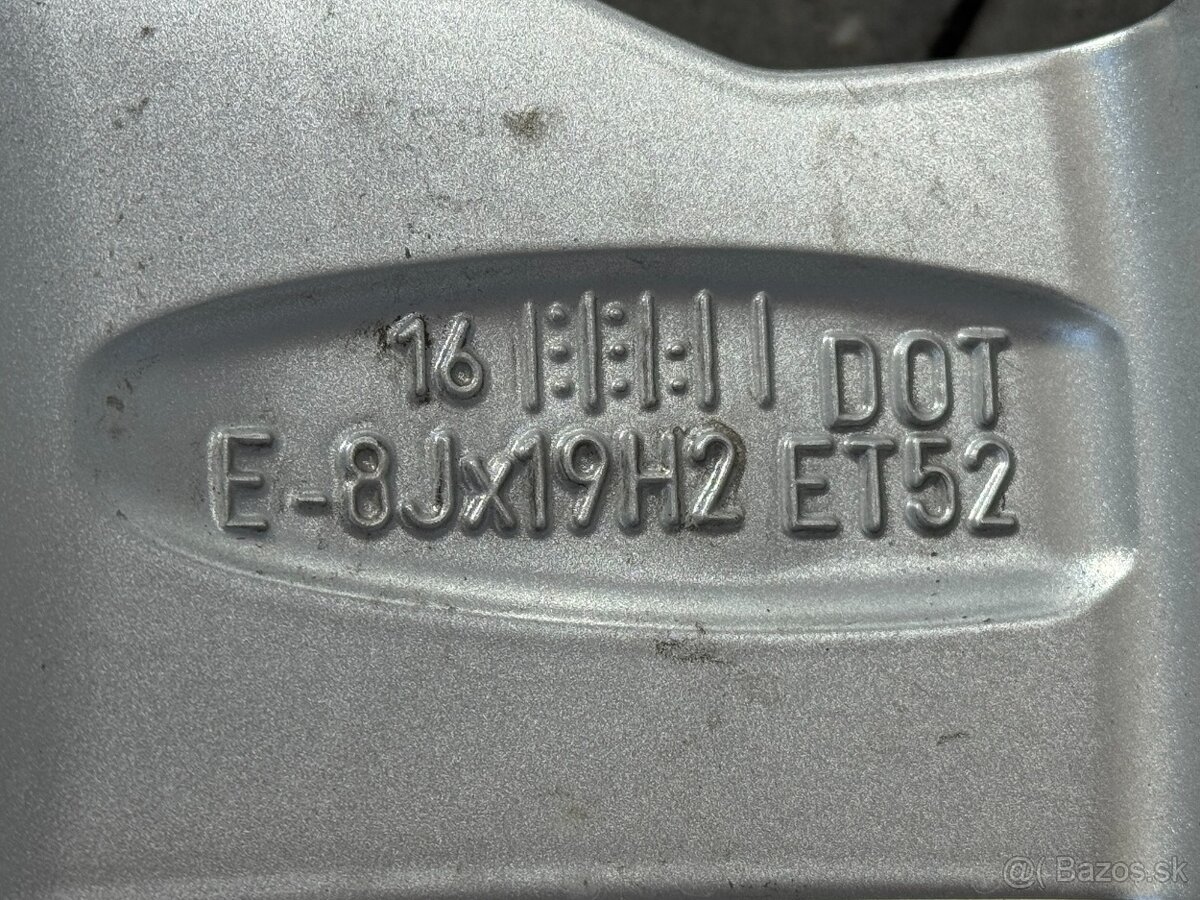 16 DOT
E-8Jx19H2 ET52
@( Bazos.sk